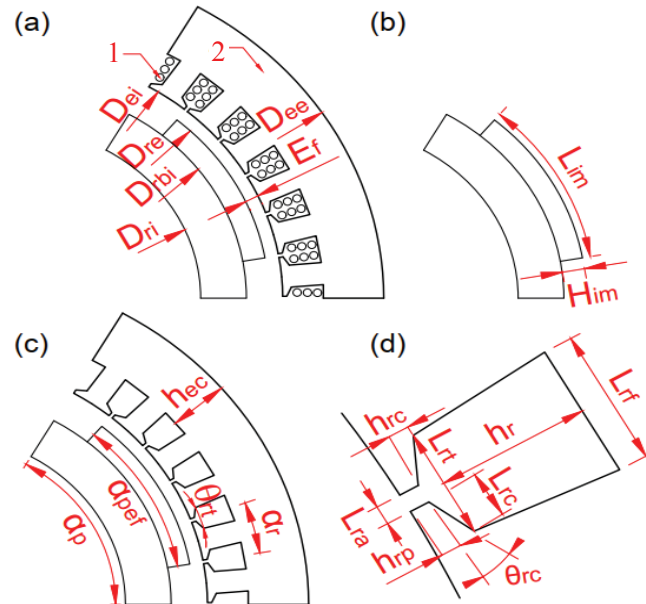 (a)
1
2
Dei
Dre
Drbi
Dri
Dee
Ef
(b)
Lim
Him
(c)
hec
αp
αpef
θrt
αr
(d)
hrc
Lrt
hr
Lrf
Lrc
Lra
hrp
θrc